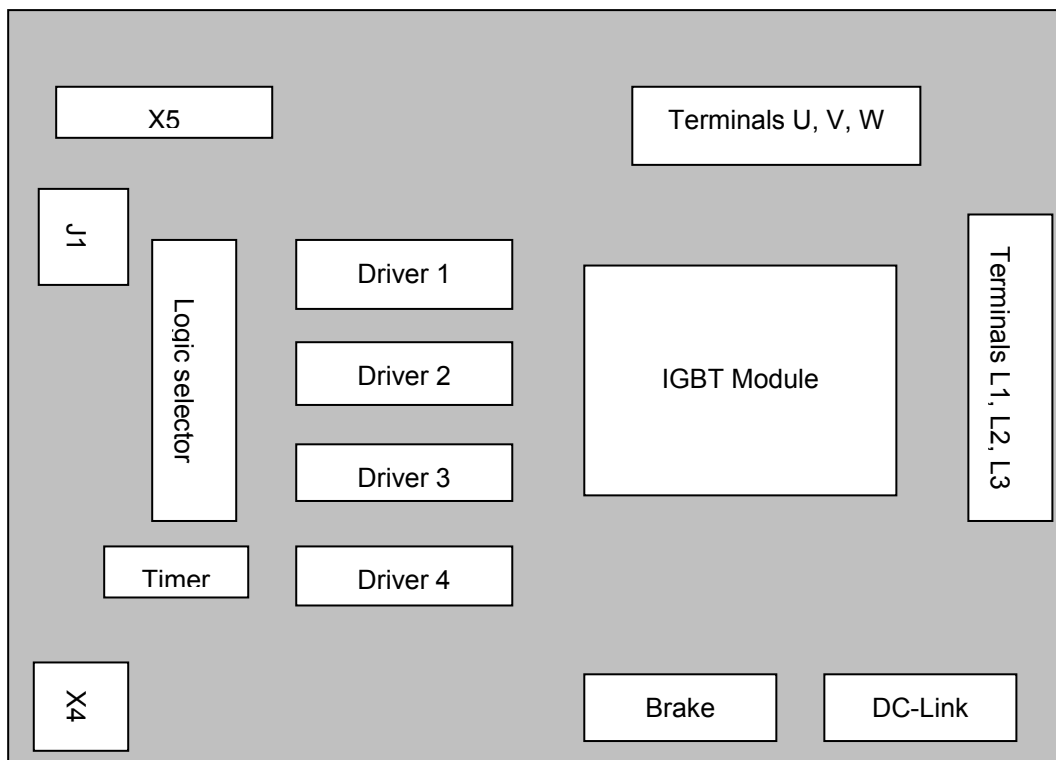 X5
Terminals U, V, W
J1
Logic selector
Driver 1
Driver 2
Driver 3
Driver 4
IGBT Module
Terminals L1, L2, L3
Timer
X4
Brake
DC-Link